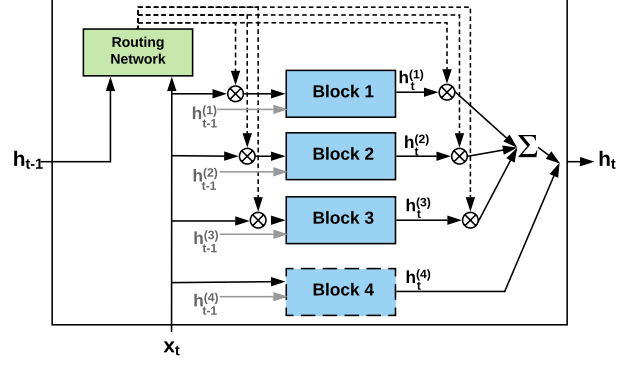 Routing
Network
Block 1
h_t^(1)
h_{t-1}^(1)
Block 2
h_t^(2)
h_{t-1}^(2)
h_{t-1}
Σ
h_t
Block 3
h_t^(3)
h_{t-1}^(3)
Block 4
h_t^(4)
h_{t-1}^(4)
x_t